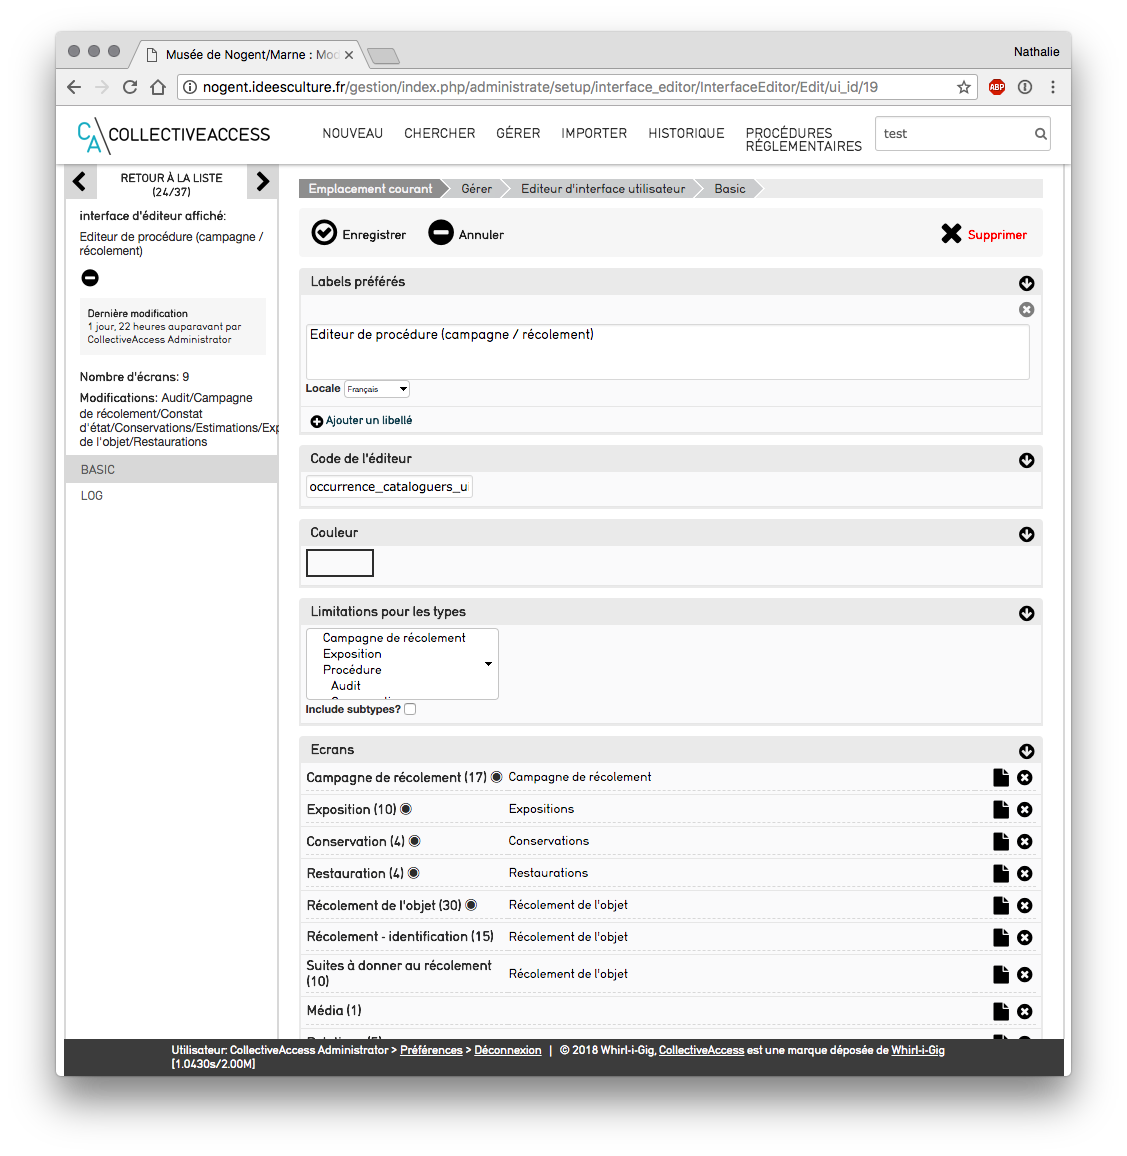 Musée de Nogent/Marne : Mod
Nathalie
nogent.ideesculture.fr/gestion/index.php/administrate/setup/interface_editor/InterfaceEditor/Edit/ui_id/19
ABP
CA COLLECTIVEACCESS
NOUVEAU
CHERCHER
GÉRER
IMPORTER
HISTORIQUE
PROCÉDURES
RÉGLEMENTAIRES
test
RETOUR À LA LISTE
(24/37)
interface d'éditeur affiché:
Editeur de procédure (campagne /
récolement)
Dernière modification
1 jour, 22 heures auparavant par
CollectiveAccess Administrator
Nombre d'écrans: 9
Modifications: Audit/Campagne
de récolement/Constat
d'état/Conservations/Estimations/Exp
de l'objet/Restaurations
BASIC
LOG
Emplacement courant
Gérer
Editeur d'interface utilisateur
Basic
Enregistrer
Annuler
Supprimer
Labels préférés
Editeur de procédure (campagne / récolement)
Locale Français
Ajouter un libellé
Code de l'éditeur
occurrence_cataloguers_u
Couleur
Limitations pour les types
Campagne de récolement
Exposition
Procédure
Audit
Include subtypes?
Ecrans
Campagne de récolement (17) Campagne de récolement
Exposition (10) Expositions
Conservation (4) Conservations
Restauration (4) Restaurations
Récolement de l'objet (30) Récolement de l'objet
Récolement - identification (15) Récolement de l'objet
Suites à donner au récolement
(10) Récolement de l'objet
Média (1)
Utilisateur: CollectiveAccess Administrator > Préférences > Déconnexion | © 2018 Whirl-i-Gig, CollectiveAccess est une marque déposée de Whirl-i-Gig
[1.0430s/2.00M]